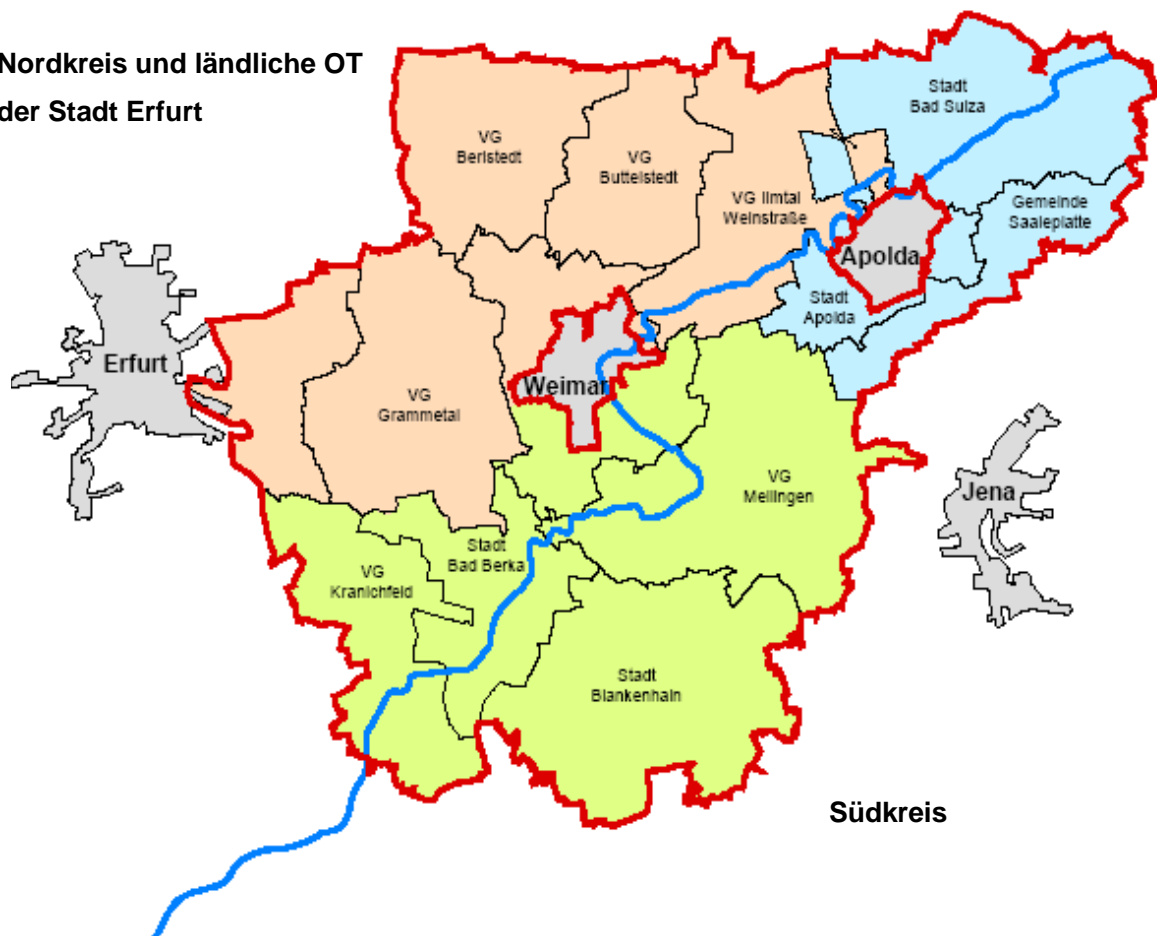 Nordkreis und ländliche OT
der Stadt Erfurt
Stadt
Bad Sulza
VG
Berlstedt
VG
Buttelstedt
VG Ilmtal
Weinstraße
Gemeinde
Saaleplatte
Apolda
Stadt
Apolda
Erfurt
Weimar
VG
Grammetal
VG
Mellingen
Jena
Stadt
Bad Berka
VG
Kranichfeld
Stadt
Blankenhain
Südkreis